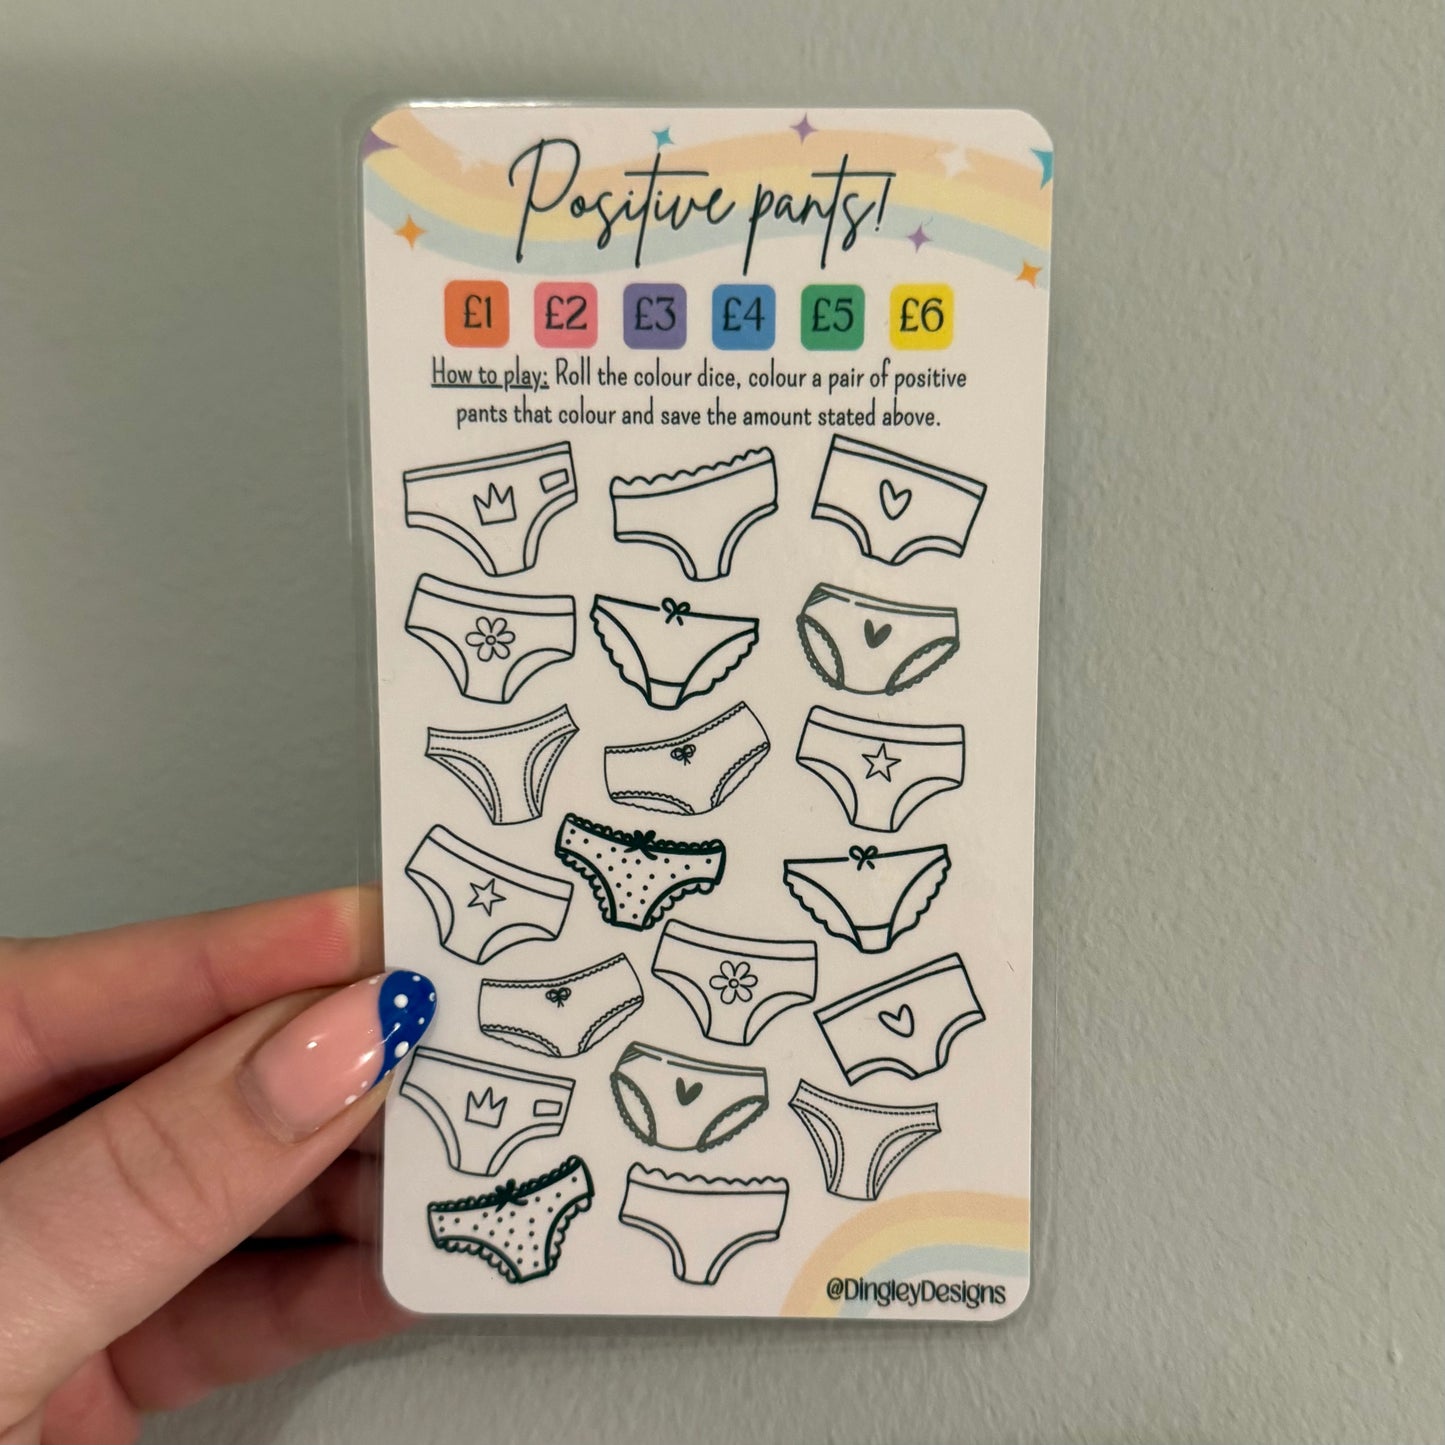 Positive pants!
£1 £2 £3 £4 £5 £6
How to play: Roll the colour dice, colour a pair of positive
pants that colour and save the amount stated above.
@DingleyDesigns